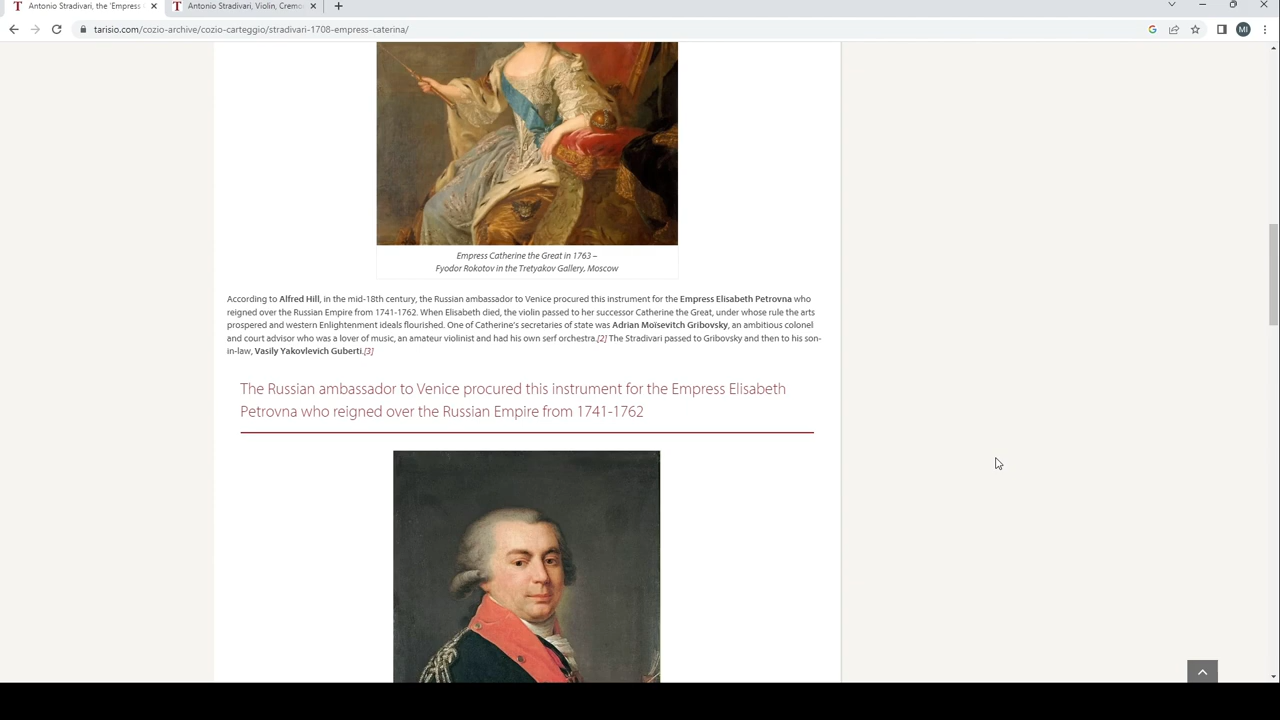 Antonio Stradivari, the 'Empress
Antonio Stradivari, Violin, Cremo
tarisio.com/cozio-archive/cozio-carteggio/stradivari-1708-empress-caterina/
MI
Empress Catherine the Great in 1763 –
Fyodor Rokotov in the Tretyakov Gallery, Moscow
According to Alfred Hill, in the mid-18th century, the Russian ambassador to Venice procured this instrument for the Empress Elisabeth Petrovna who
reigned over the Russian Empire from 1741-1762. When Elisabeth died, the violin passed to her successor Catherine the Great, under whose rule the arts
prospered and western Enlightenment ideals flourished. One of Catherine's secretaries of state was Adrian Moïsevitch Gribovsky, an ambitious colonel
and court advisor who was a lover of music, an amateur violinist and had his own serf orchestra.[2] The Stradivari passed to Gribovsky and then to his son-
in-law, Vasily Yakovlevich Guberti.[3]
The Russian ambassador to Venice procured this instrument for the Empress Elisabeth
Petrovna who reigned over the Russian Empire from 1741-1762